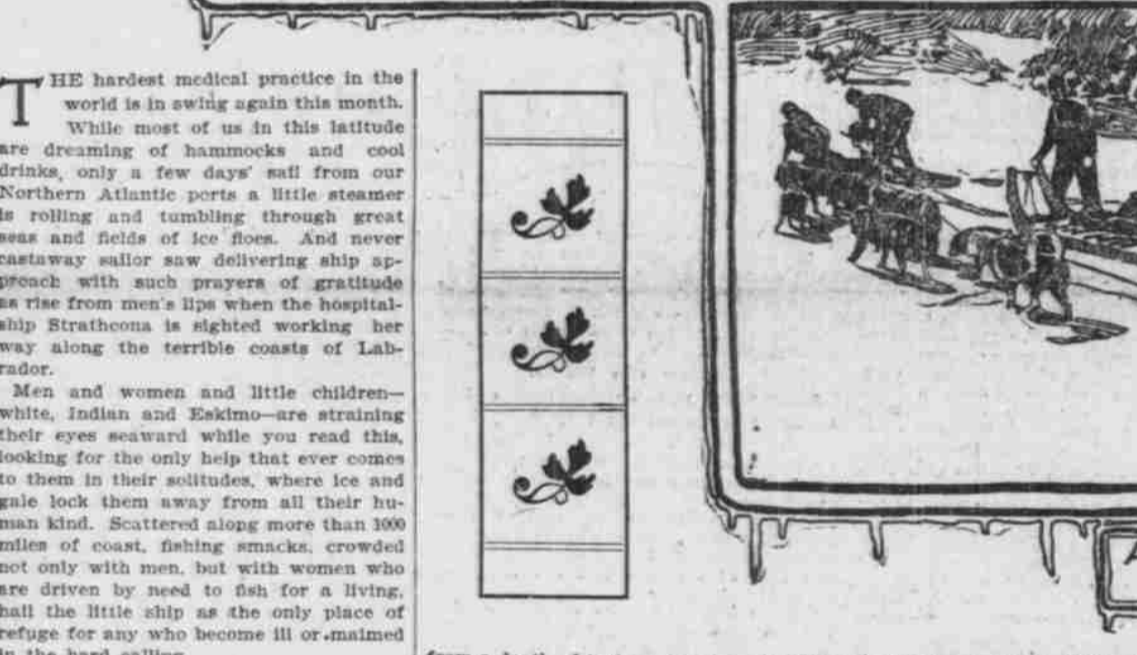 THE hardest medical practice in the
world is in swing again this month.
While most of us in this latitude
are dreaming of hammocks and cool
drinks, only a few days' sail from our
Northern Atlantic ports a little steamer
is rolling and tumbling through great
seas and fields of ice floes. And never
castaway sailor saw delivering ship ap-
proach with such prayers of gratitude
as rise from men's lips when the hospital-
ship Strathcona is sighted working her
way along the terrible coasts of Lab-
rador.
Men and women and little children—
white, Indian and Eskimo—are straining
their eyes seaward while you read this,
looking for the only help that ever comes
to them in their solitudes, where ice and
gale lock them away from all their hu-
man kind. Scattered along more than 1000
miles of coast, fishing smacks, crowded
not only with men, but with women who
are driven by need to fish for a living,
hail the little ship as the only place of
refuge for any who become ill or maimed
in the hard calling.